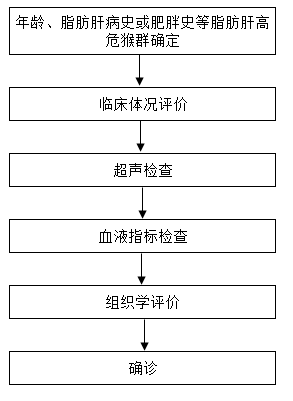 年龄、脂肪肝病史或肥胖史等脂肪肝高
危猴群确定
临床体况评价
超声检查
血液指标检查
组织学评价
确诊